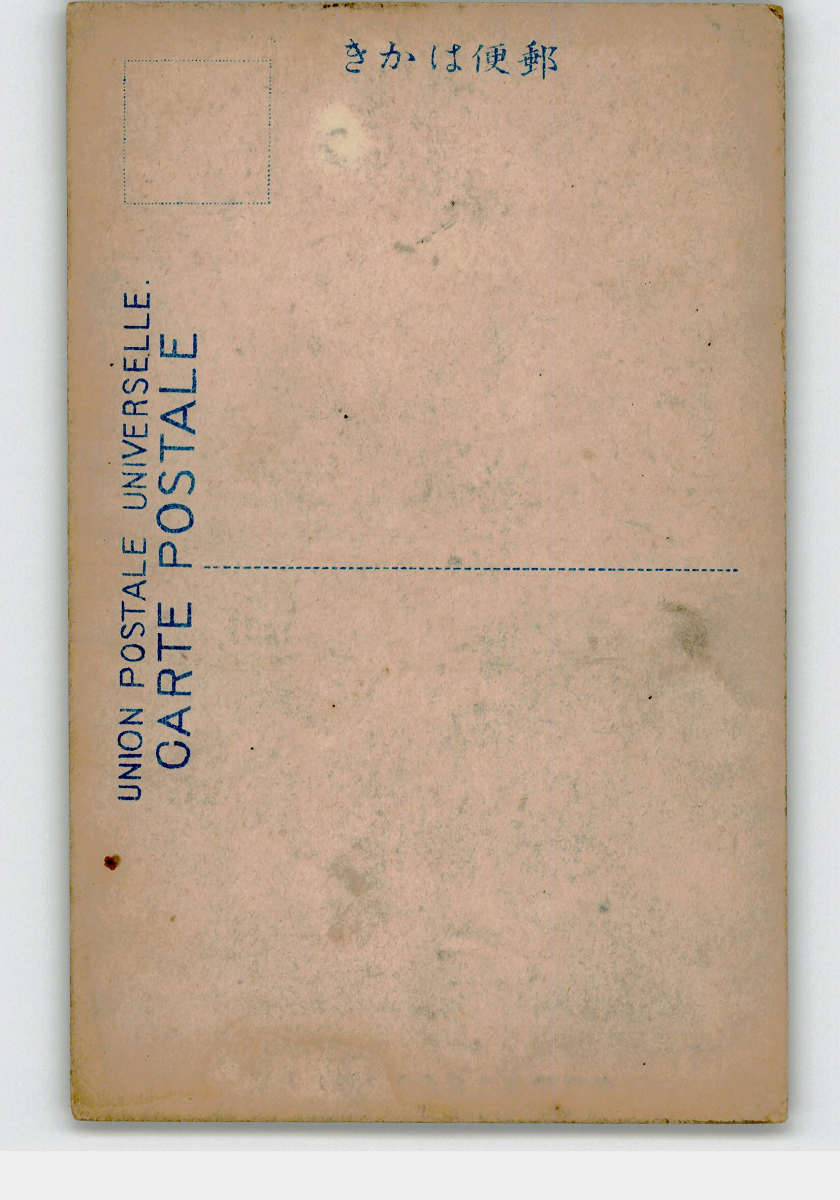 きかは便郵
UNION POSTALE UNIVERSELLE.
CARTE POSTALE